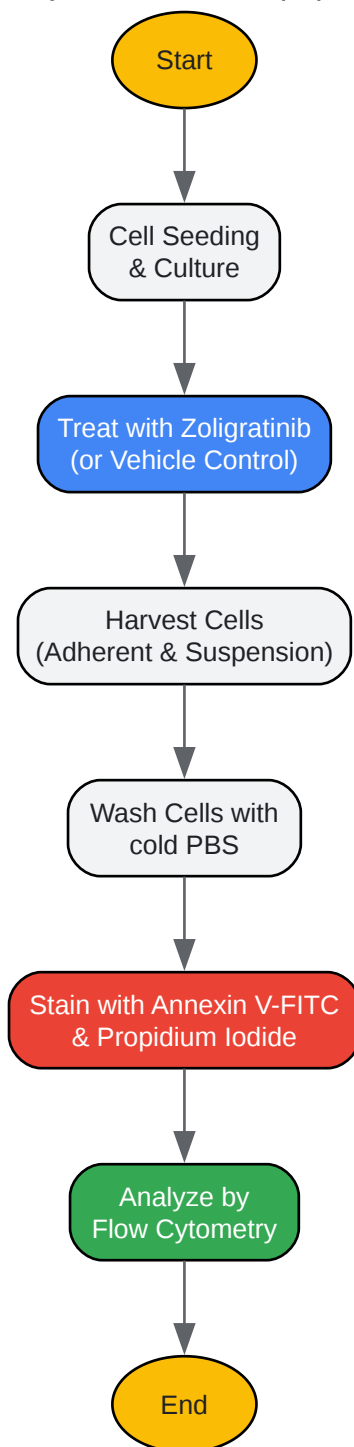 Start
Cell Seeding
& Culture
Treat with Zoligratinib
(or Vehicle Control)
Harvest Cells
(Adherent & Suspension)
Wash Cells with
cold PBS
Stain with Annexin V-FITC
& Propidium Iodide
Analyze by
Flow Cytometry
End